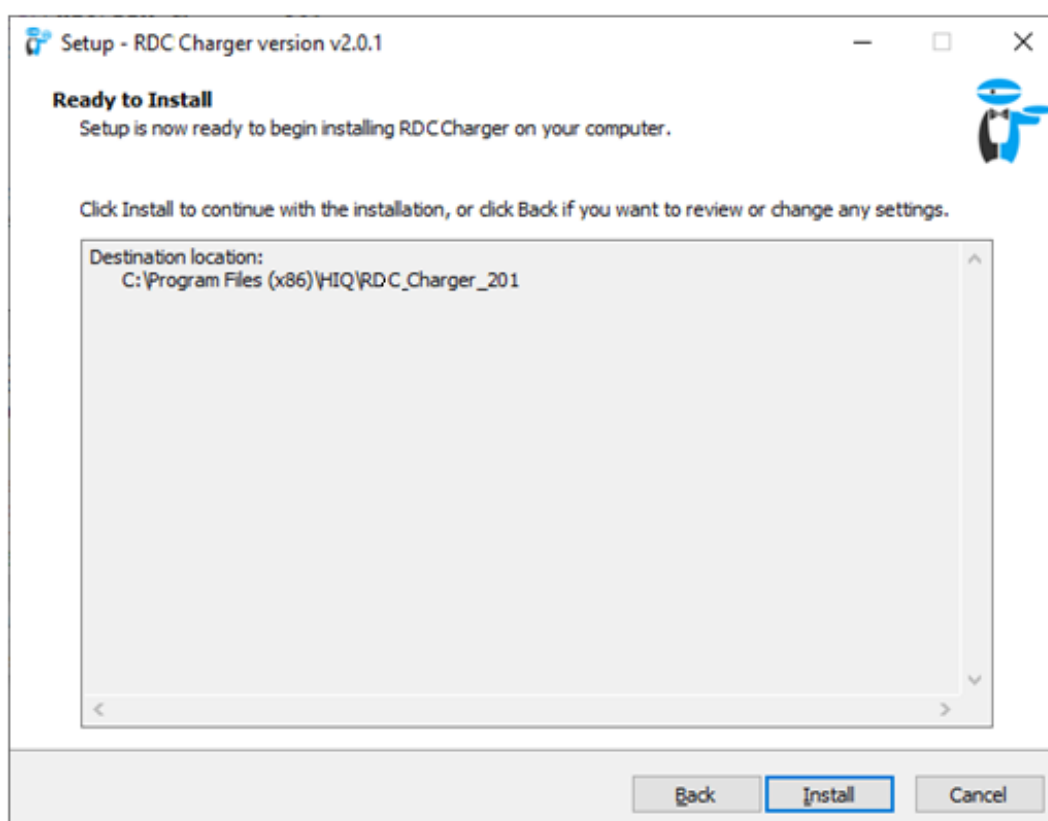 Setup - RDC Charger version v2.0.1
Ready to Install
Setup is now ready to begin installing RDCCharger on your computer.
Click Install to continue with the installation, or click Back if you want to review or change any settings.
Destination location:
C:\Program Files (x86)\HIQ\RDC_Charger_201
Back Install Cancel